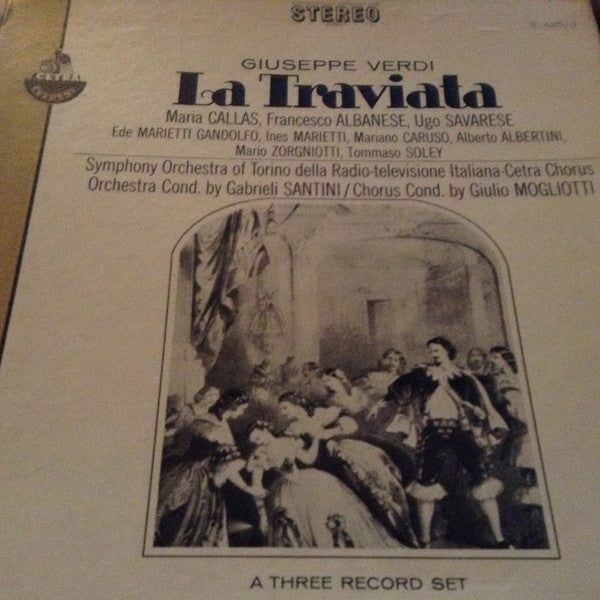 STEREO
CETRA
GIUSEPPE VERDI
La Traviata
Maria CALLAS, Francesco ALBANESE, Ugo SAVARESE
Ede MARIETTI GANDOLFO, Ines MARIETTI, Mariano CARUSO, Alberto ALBERTINI,
Mario ZORGNIOTTI, Tommaso SOLEY
Symphony Orchestra of Torino della Radio-televisione Italiana-Cetra Chorus
Orchestra Cond. by Gabrieli SANTINI / Chorus Cond. by Giulio MOGLIOTTI
A THREE RECORD SET